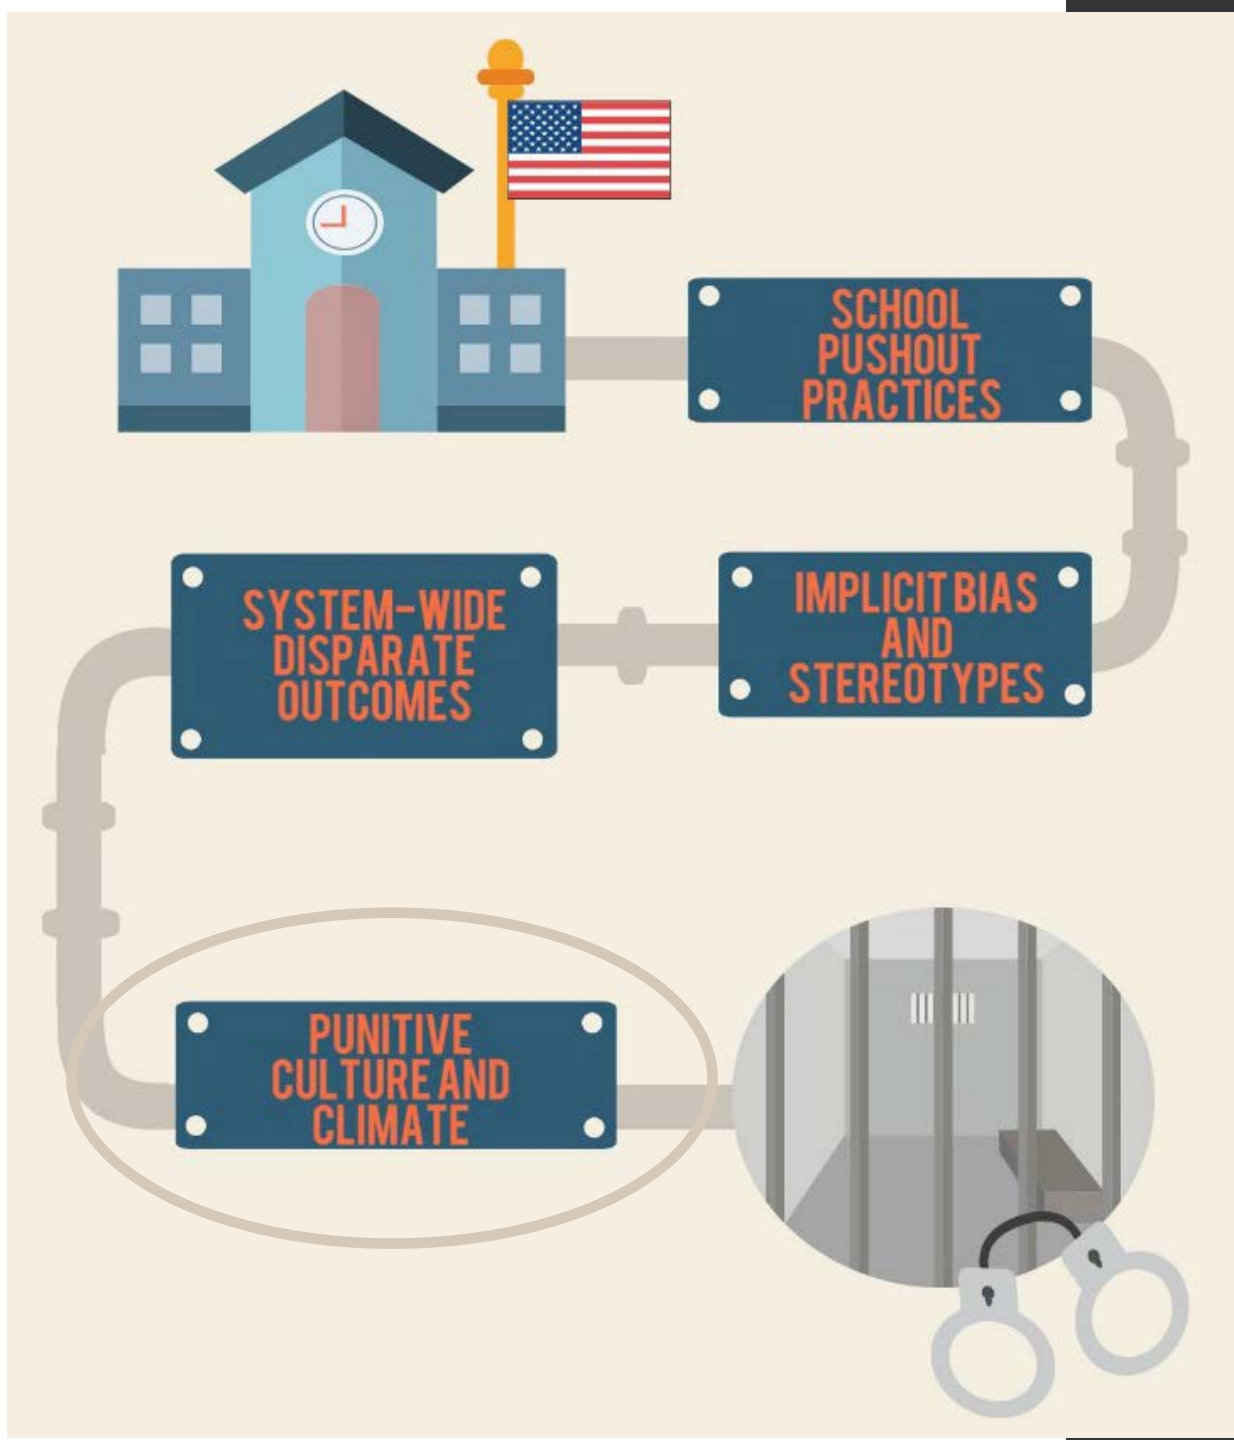 SCHOOL
PUSHOUT
PRACTICES
IMPLICIT BIAS
AND
STEREOTYPES
SYSTEM-WIDE
DISPARATE
OUTCOMES
PUNITIVE
CULTURE AND
CLIMATE